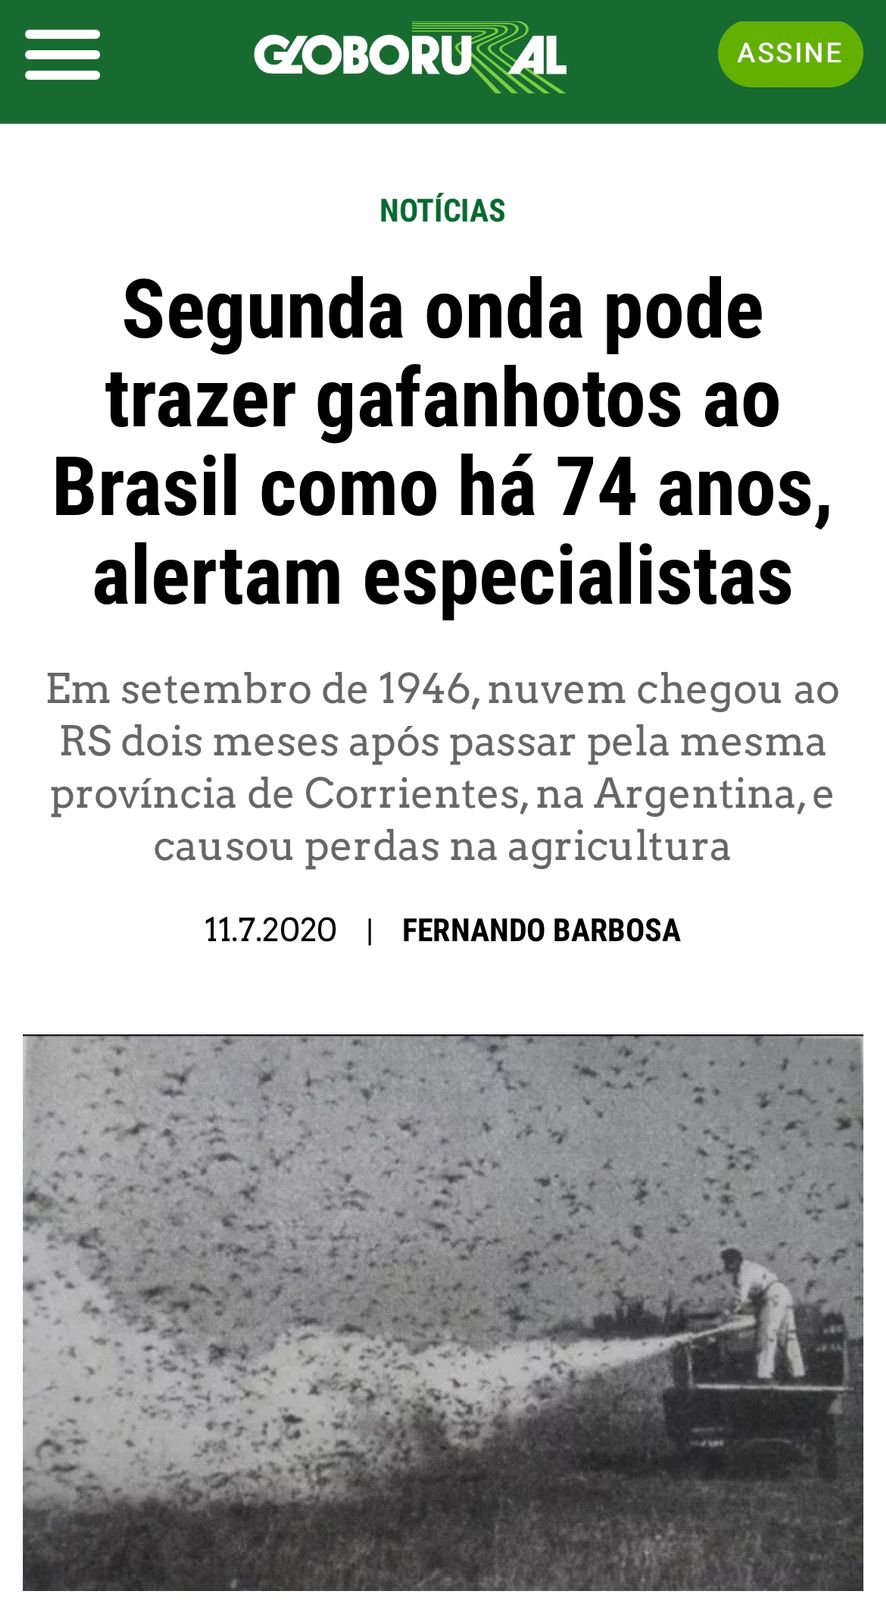 GLOBORURAL
ASSINE
NOTÍCIAS
Segunda onda pode
trazer gafanhotos ao
Brasil como há 74 anos,
alertam especialistas
Em setembro de 1946, nuvem chegou ao
RS dois meses após passar pela mesma
província de Corrientes, na Argentina, e
causou perdas na agricultura
11.7.2020 | FERNANDO BARBOSA